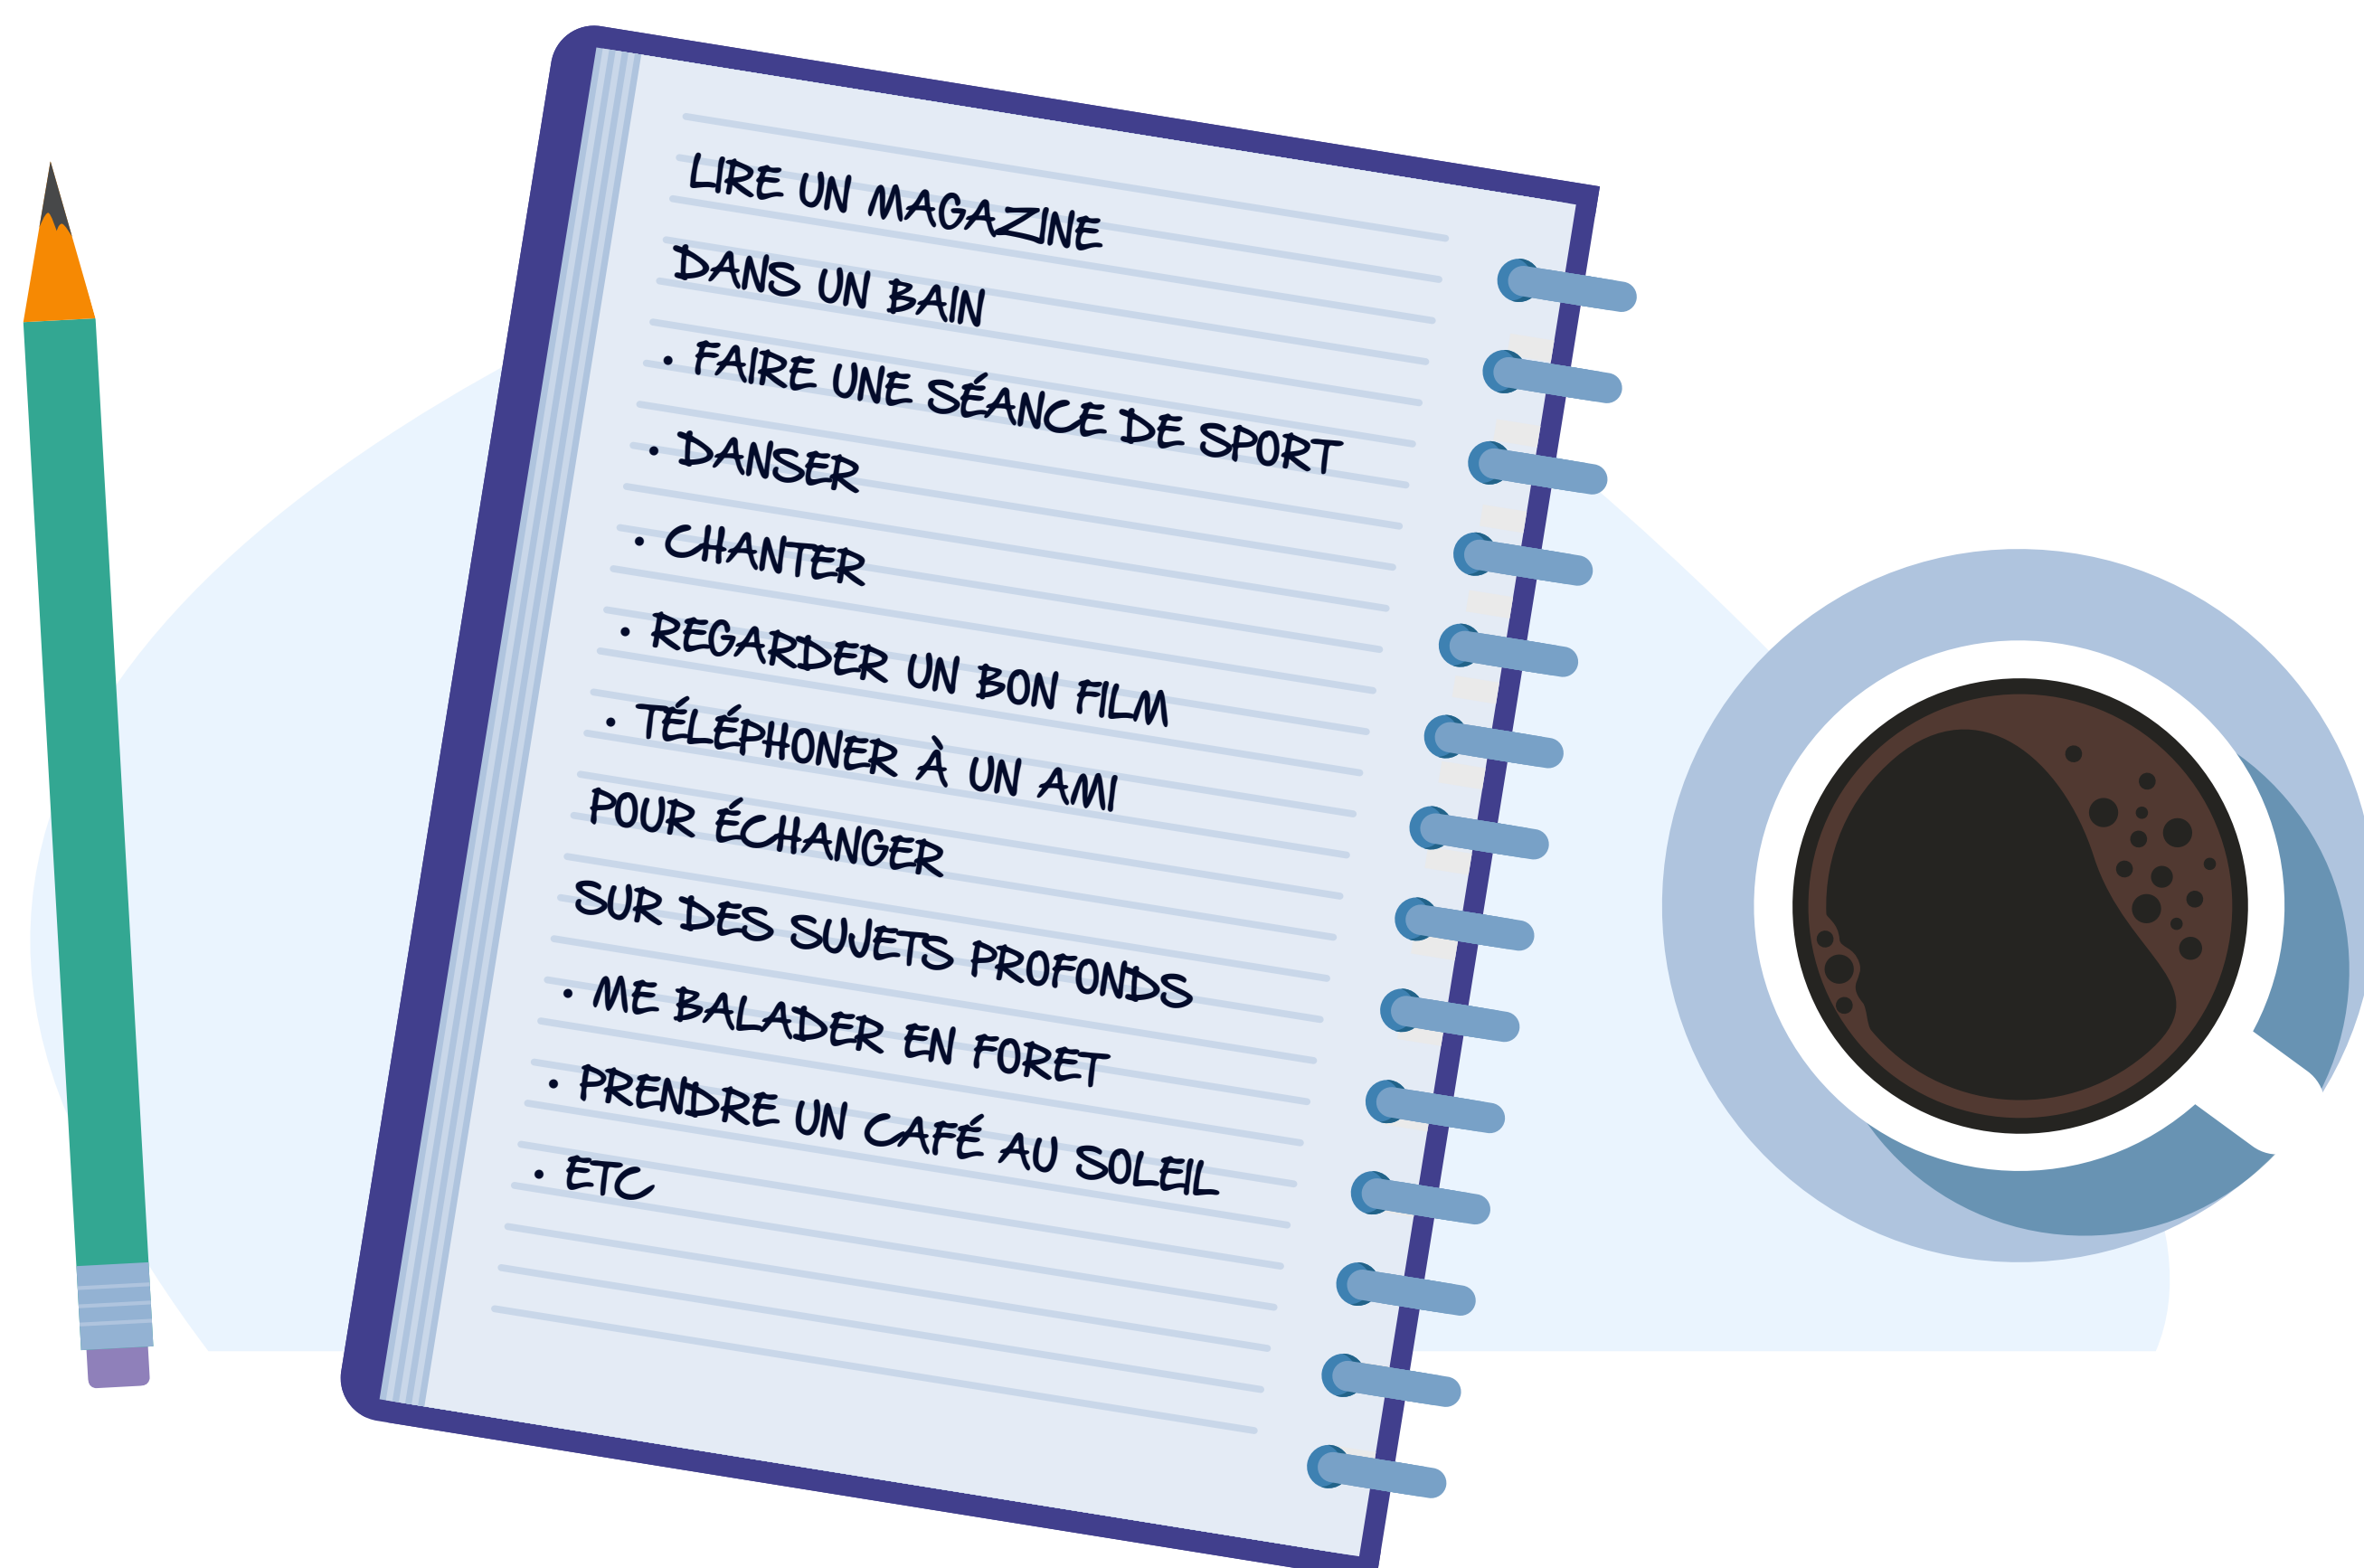 LIRE UN MAGAZINE
DANS UN BAIN
• FAIRE UNE SÉANCE DE SPORT
• DANSER
• CHANTER
• REGARDER UN BON FILM
• TÉLÉPHONER À UN AMI
POUR ÉCHANGER
SUR DES SUJETS PROFONDS
• ME BALADER EN FORET
• PRENDRE UN CAFÉ AU SOLEIL
• ETC